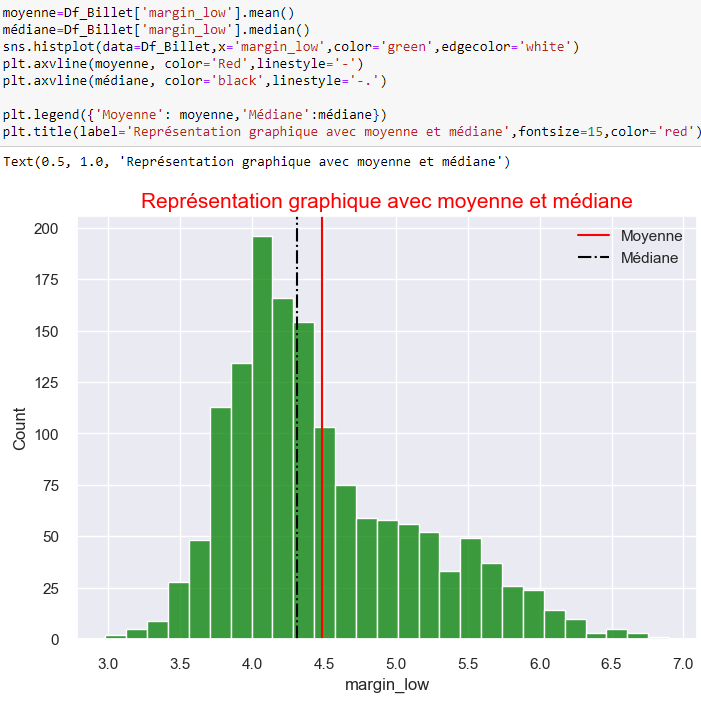 moyenne=Df_Billet['margin_low'].mean()
médiane=Df_Billet['margin_low'].median()
sns.histplot(data=Df_Billet,x='margin_low',color='green',edgecolor='white')
plt.axvline(moyenne, color='Red',linestyle='-')
plt.axvline(médiane, color='black',linestyle='-.')
plt.legend({'Moyenne': moyenne,'Médiane':médiane})
plt.title(label='Représentation graphique avec moyenne et médiane',fontsize=15,color='red')
Text(0.5, 1.0, 'Représentation graphique avec moyenne et médiane')
Représentation graphique avec moyenne et médiane
Moyenne
Médiane
200
175
150
125
100
75
50
25
0
Count
3.0 3.5 4.0 4.5 5.0 5.5 6.0 6.5 7.0
margin_low